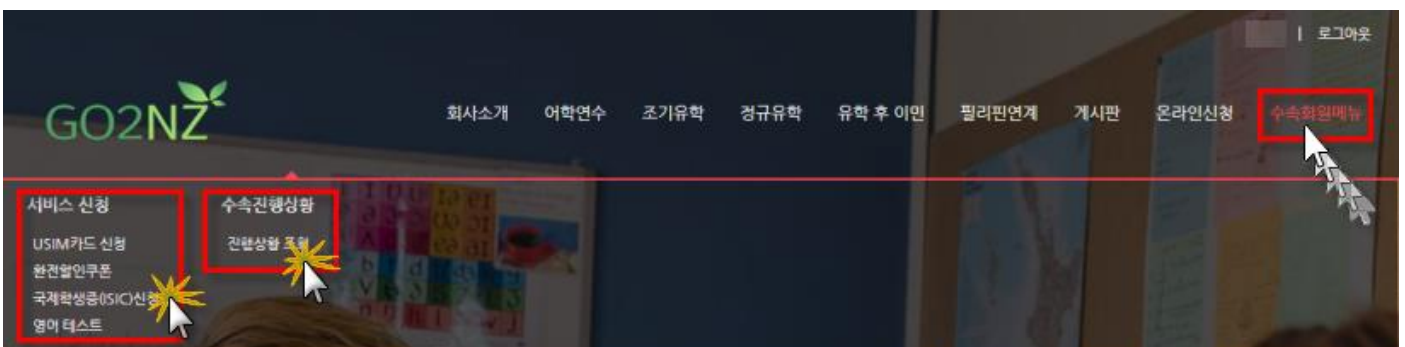 | 로그아웃
GO2NZ
회사소개 어학연수 조기유학 정규유학 유학 후 이민 필리핀연계 게시판 온라인신청 수속회원메뉴
서비스 신청 수속진행상황
USIM카드 신청 진행상황
환전할인쿠폰
국제학생증(ISIC)신청
영어 테스트